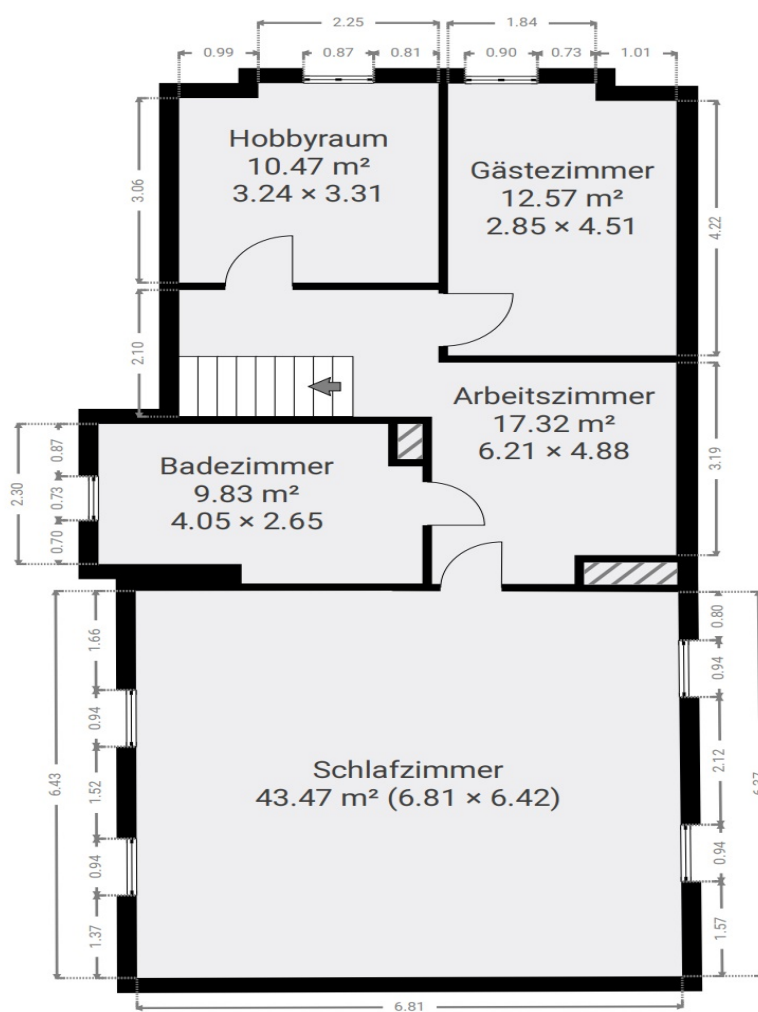 2.25
1.84
0.99
0.87
0.81
0.90
0.73
1.01
Hobbyraum
10.47 m²
3.24 × 3.31
Gästezimmer
12.57 m²
2.85 × 4.51
3.06
4.22
2.10
Arbeitszimmer
17.32 m²
6.21 × 4.88
3.19
Badezimmer
9.83 m²
4.05 × 2.65
2.30
0.87
0.73
0.70
1.66
0.94
1.52
0.94
1.37
6.43
Schlafzimmer
43.47 m² (6.81 × 6.42)
0.80
0.94
2.12
0.94
1.57
6.81